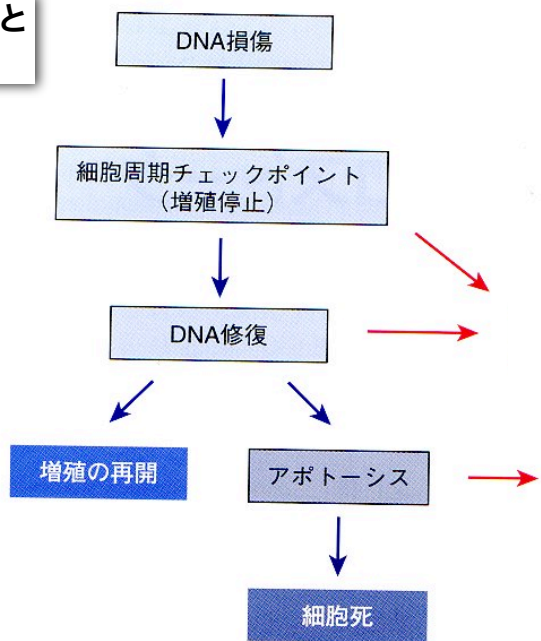 と
DNA損傷
細胞周期チェックポイント
（増殖停止）
DNA修復
増殖の再開
アポトーシス
細胞死